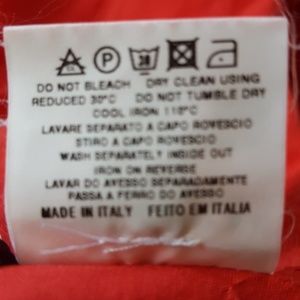 30
DO NOT BLEACH DRY CLEAN USING
REDUCED 30°C DO NOT TUMBLE DRY
COOL IRON 110°C
LAVARE SEPARATO A CAPO ROVESCIO
STIRO A CAPO ROVESCIO
WASH SEPARATELY INSIDE OUT
IRON ON REVERSE
LAVAR DO AVESSO SEPARADAMENTE
PASSA A FERRO DO AVESSO
MADE IN ITALY FEITO EM ITALIA